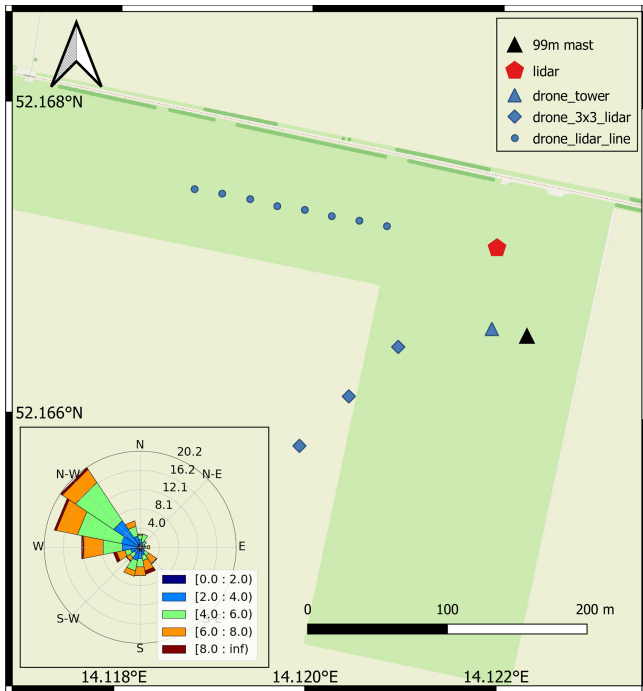 99m mast
lidar
drone_tower
drone_3x3_lidar
drone_lidar_line
52.168°N
52.166°N
N
20.2
16.2
N-W
N-E
12.1
8.1
4.0
W
E
[0.0 : 2.0)
[2.0 : 4.0)
[4.0 : 6.0)
[6.0 : 8.0)
[8.0 : inf)
S-W
S
0
100
200 m
14.118°E
14.120°E
14.122°E